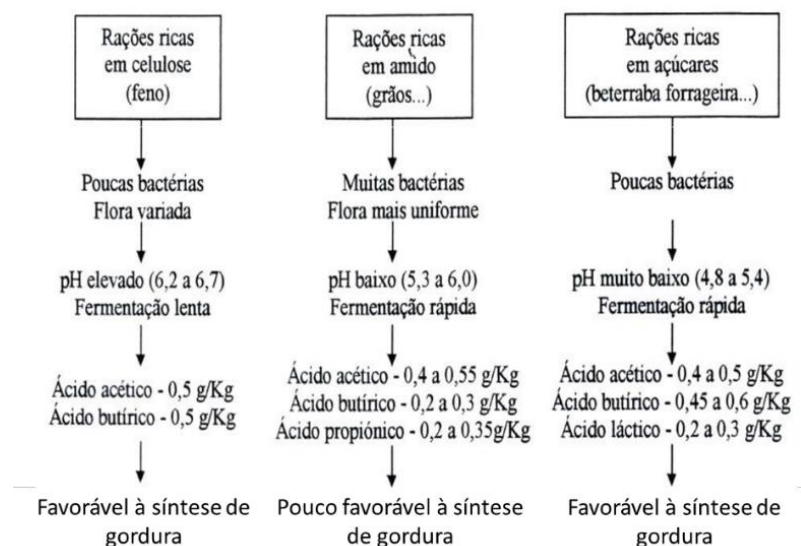 Rações ricas
em celulose
(feno)
Poucas bactérias
Flora variada
pH elevado (6,2 a 6,7)
Fermentação lenta
Ácido acético - 0,5 g/Kg
Ácido butírico - 0,5 g/Kg
Favorável à síntese de
gordura
Rações ricas
em amido
(grãos...)
Muitas bactérias
Flora mais uniforme
pH baixo (5,3 a 6,0)
Fermentação rápida
Ácido acético - 0,4 a 0,55 g/Kg
Ácido butírico - 0,2 a 0,3 g/Kg
Ácido propiónico - 0,2 a 0,35g/Kg
Pouco favorável à síntese
de gordura
Rações ricas
em açúcares
(beterraba forrageira...)
Poucas bactérias
pH muito baixo (4,8 a 5,4)
Fermentação rápida
Ácido acético - 0,4 a 0,5 g/Kg
Ácido butírico - 0,45 a 0,6 g/Kg
Ácido láctico - 0,2 a 0,3 g/Kg
Favorável à síntese de
gordura